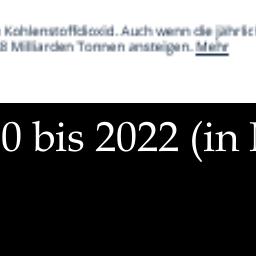 Kohlenstoffdioxid. Auch wenn die jährlich
8 Milliarden Tonnen ansteigen. Mehr
0 bis 2022 (in